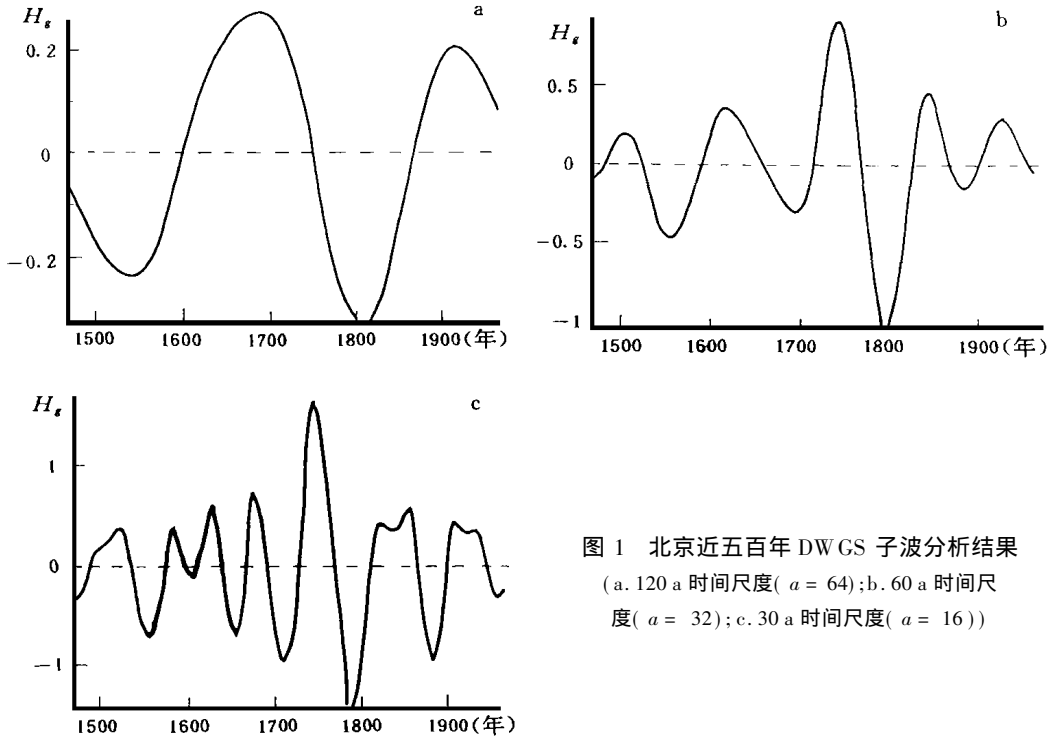 a
H_g
0.2
0
−0.2
1500 1600 1700 1800 1900(年)
b
H_g
0.5
0
−0.5
−1
1500 1600 1700 1800 1900(年)
c
H_g
1
0
−1
1500 1600 1700 1800 1900(年)
图 1 北京近五百年 DWGS 子波分析结果
(a. 120 a 时间尺度( a = 64);b. 60 a 时间尺
度( a = 32); c. 30 a 时间尺度( a = 16))